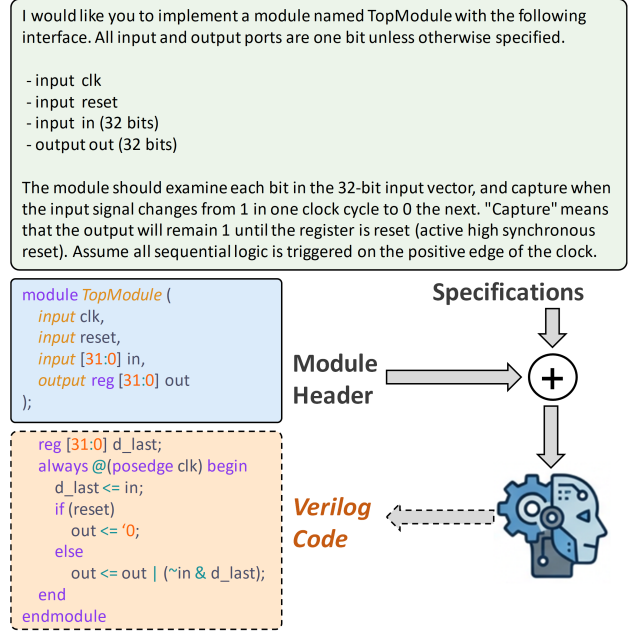 I would like you to implement a module named TopModule with the following
interface. All input and output ports are one bit unless otherwise specified.
- input clk
- input reset
- input in (32 bits)
- output out (32 bits)
The module should examine each bit in the 32-bit input vector, and capture when
the input signal changes from 1 in one clock cycle to 0 the next. "Capture" means
that the output will remain 1 until the register is reset (active high synchronous
reset). Assume all sequential logic is triggered on the positive edge of the clock.
module TopModule (
input clk,
input reset,
input [31:0] in,
output reg [31:0] out
);
Specifications
Module
Header
+
reg [31:0] d_last;
always @(posedge clk) begin
d_last <= in;
if (reset)
out <= ‘0;
else
out <= out | (~in & d_last);
end
endmodule
Verilog
Code